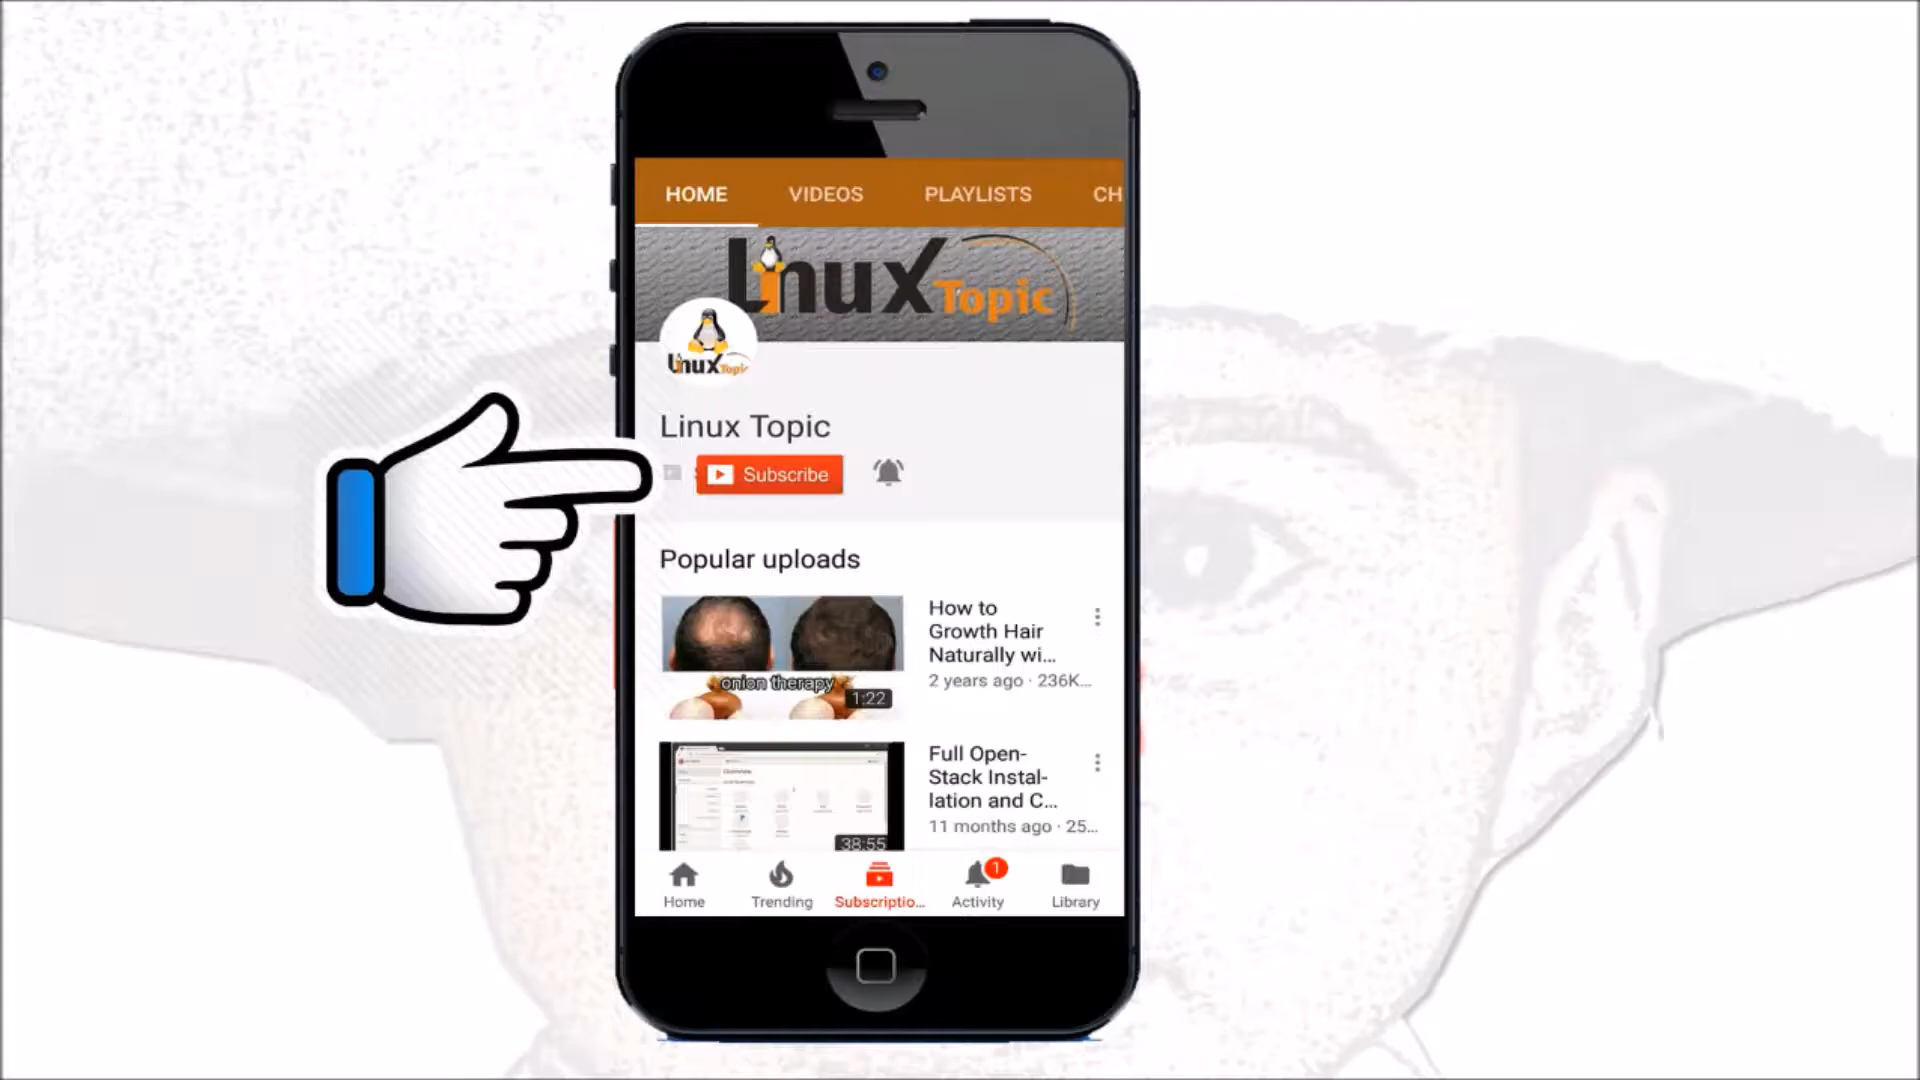 HOME VIDEOS PLAYLISTS CH
Linux Topic
Linux Topic
Linux Topic
Subscribe
Popular uploads
How to
Growth Hair
Naturally wi...
2 years ago · 236K...
onion therapy
1:22
Full Open-
Stack Instal-
lation and C...
11 months ago · 25...
38:55
Home Trending Subscriptio... Activity 1 Library